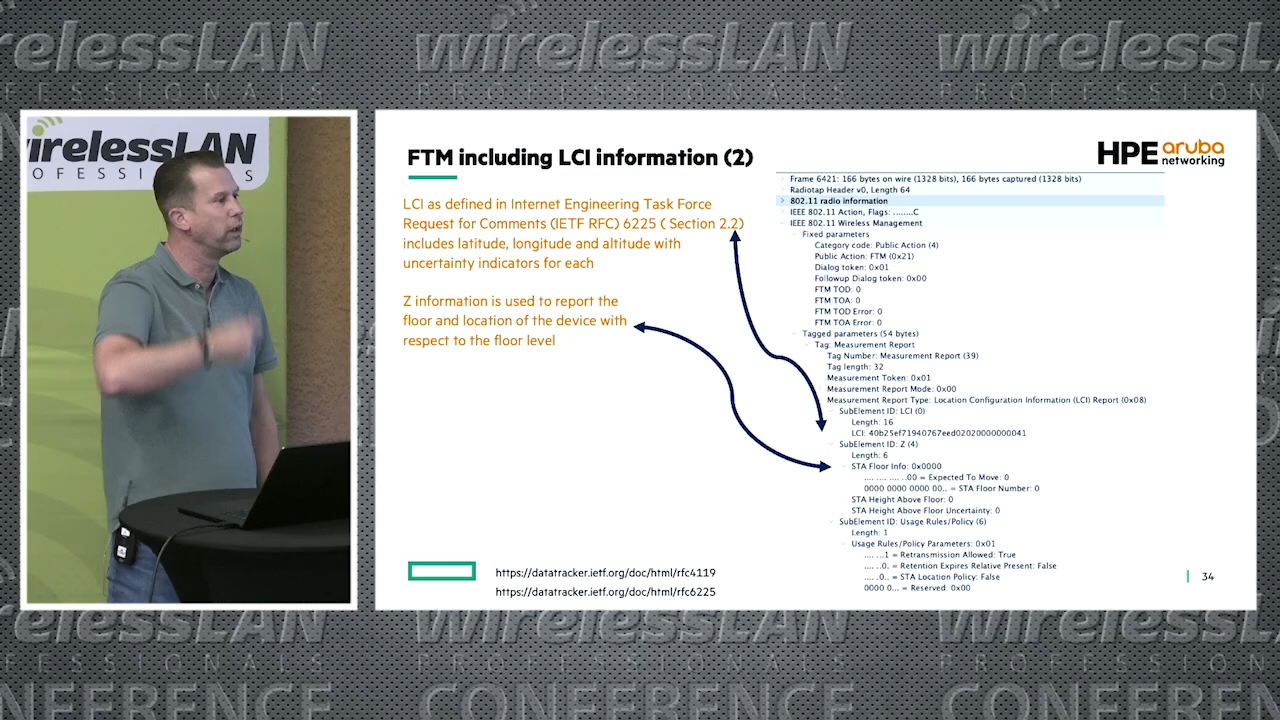 irelessLAN
OFESSIONALS
FTM including LCI information (2)
HPE aruba
networking
LCI as defined in Internet Engineering Task Force
Request for Comments (IETF RFC) 6225 ( Section 2.2)
includes latitude, longitude and altitude with
uncertainty indicators for each
Z information is used to report the
floor and location of the device with
respect to the floor level
Frame 6421: 166 bytes on wire (1328 bits), 166 bytes captured (1328 bits)
Radiotap Header v0, Length 64
802.11 radio information
IEEE 802.11 Action, Flags: ........C
IEEE 802.11 Wireless Management
Fixed parameters
Category code: Public Action (4)
Public Action: FTM (0x21)
Dialog token: 0x01
Followup Dialog token: 0x00
FTM TOD: 0
FTM TOA: 0
FTM TOD Error: 0
FTM TOA Error: 0
Tagged parameters (54 bytes)
Tag: Measurement Report
Tag Number: Measurement Report (39)
Tag length: 32
Measurement Token: 0x01
Measurement Report Mode: 0x00
Measurement Report Type: Location Configuration Information (LCI) Report (0x08)
SubElement ID: LCI (0)
Length: 16
LCI: 40b25ef71940767eed02020000000041
SubElement ID: Z (4)
Length: 6
STA Floor Info: 0x0000
.... .... .... ..00 = Expected To Move: 0
0000 0000 0000 00.. = STA Floor Number: 0
STA Height Above Floor: 0
STA Height Above Floor Uncertainty: 0
SubElement ID: Usage Rules/Policy (6)
Length: 1
Usage Rules/Policy Parameters: 0x01
.... ...1 = Retransmission Allowed: True
.... ..0. = Retention Expires Relative Present: False
.... .0.. = STA Location Policy: False
0000 0... = Reserved: 0x00
https://datatracker.ietf.org/doc/html/rfc4119
https://datatracker.ietf.org/doc/html/rfc6225
34
relessLAN wirelessLAN wirelessL
FESSIONALS PROFESSIONALS PROFESSION
NFERENCE CONFERENCE CONFERE